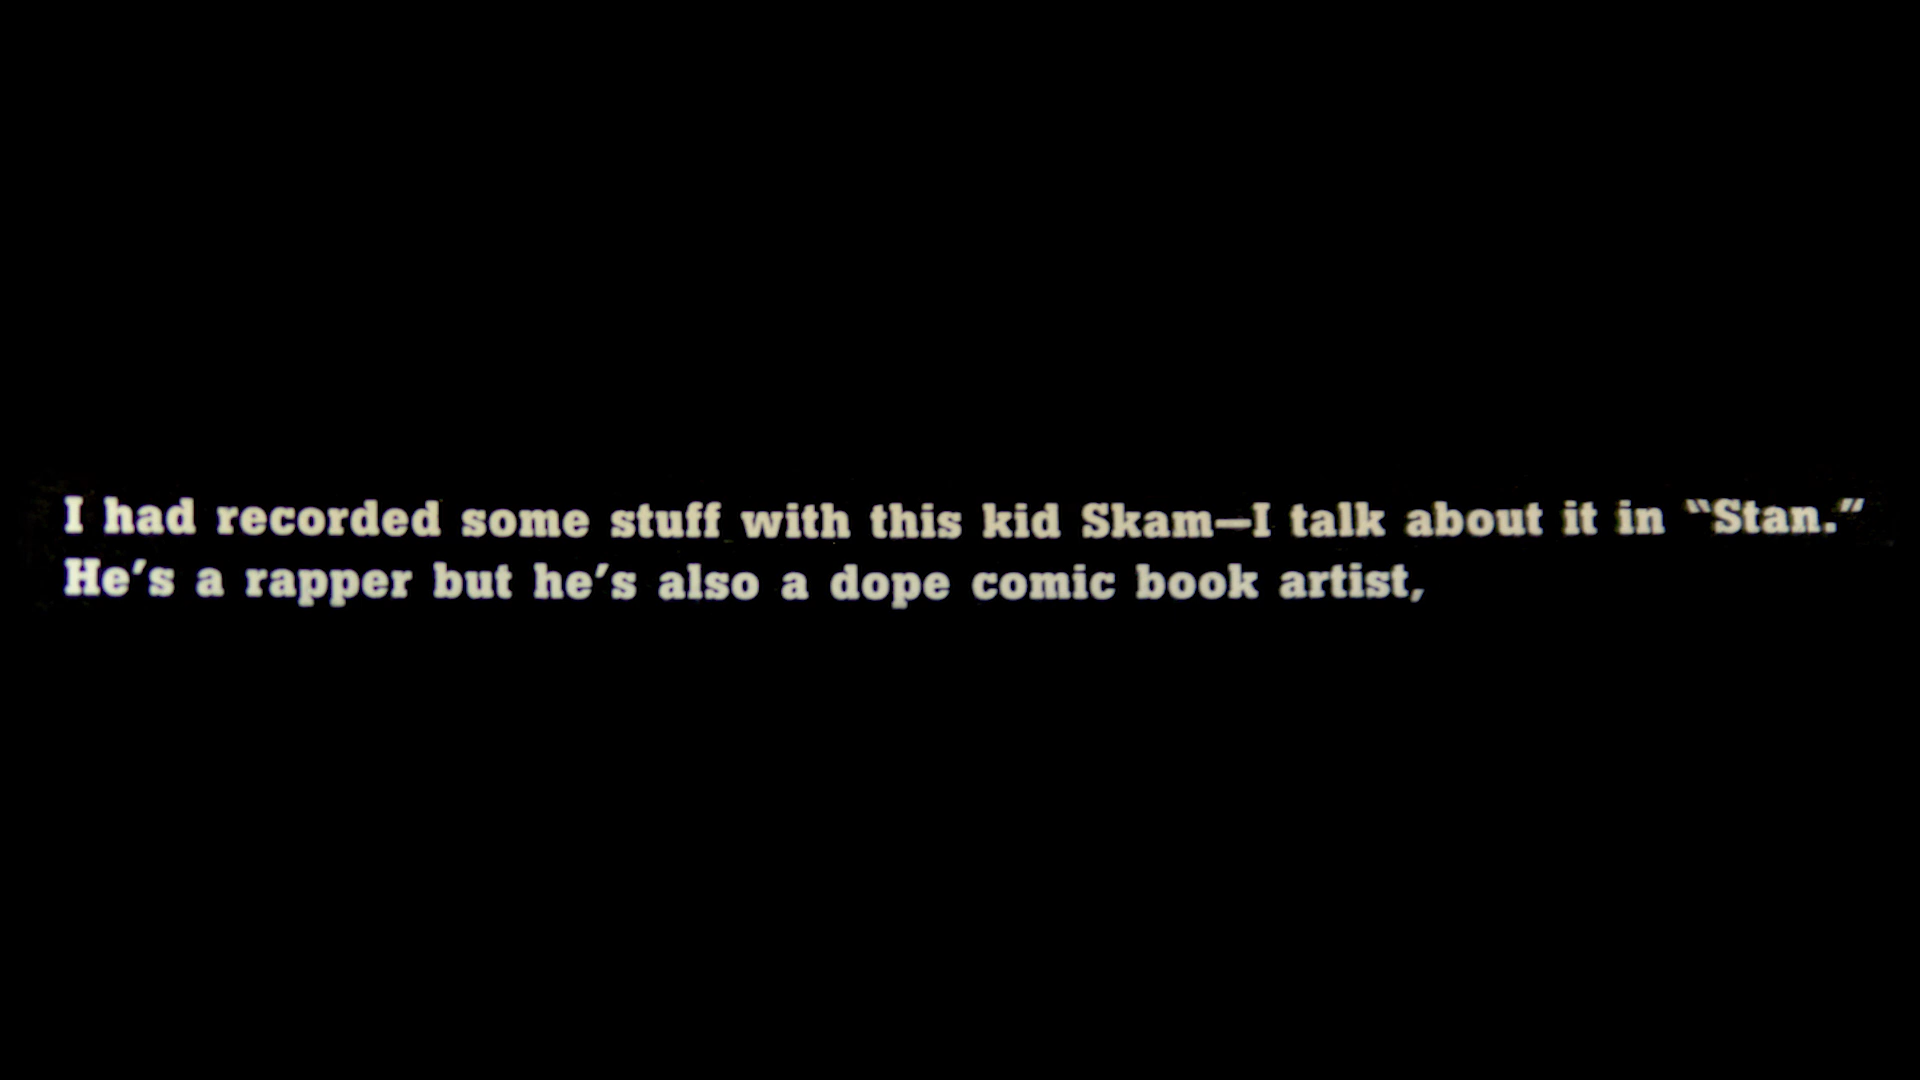 I had recorded some stuff with this kid Skam—I talk about it in “Stan.”
He’s a rapper but he’s also a dope comic book artist,